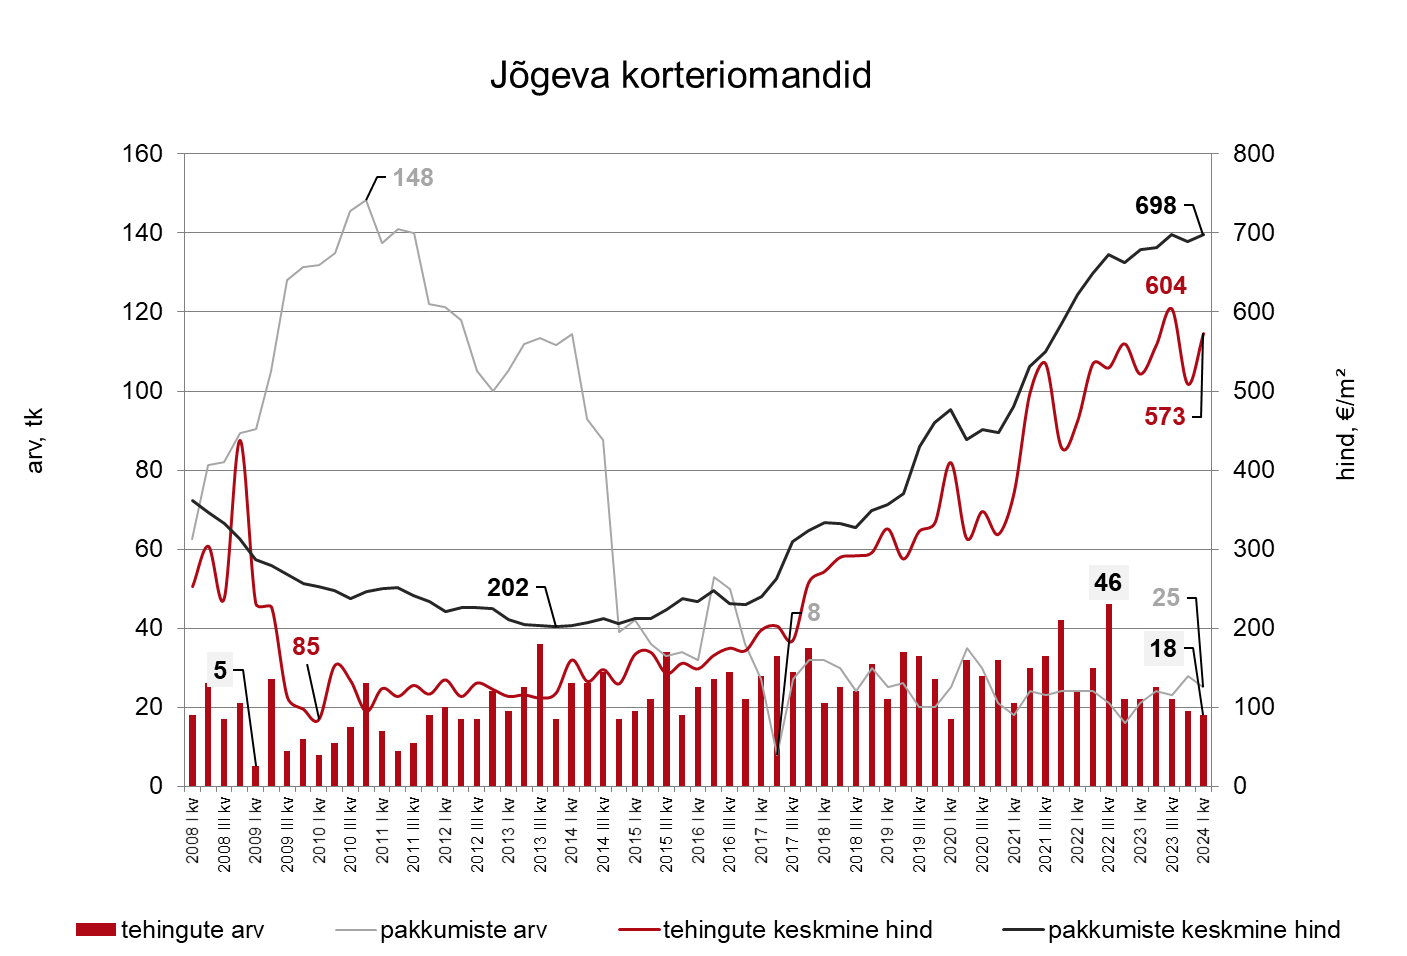 Jõgeva korteriomandid
160
140
120
100
80
60
40
20
0
arv, tk
800
700
600
500
400
300
200
100
0
hind, €/m²
148
698
604
573
202
85
5
8
46
25
18
2008 I kv
2008 III kv
2009 I kv
2009 III kv
2010 I kv
2010 III kv
2011 I kv
2011 III kv
2012 I kv
2012 III kv
2013 I kv
2013 III kv
2014 I kv
2014 III kv
2015 I kv
2015 III kv
2016 I kv
2016 III kv
2017 I kv
2017 III kv
2018 I kv
2018 III kv
2019 I kv
2019 III kv
2020 I kv
2020 III kv
2021 I kv
2021 III kv
2022 I kv
2022 III kv
2023 I kv
2023 III kv
2024 I kv
tehingute arv
pakkumiste arv
tehingute keskmine hind
pakkumiste keskmine hind